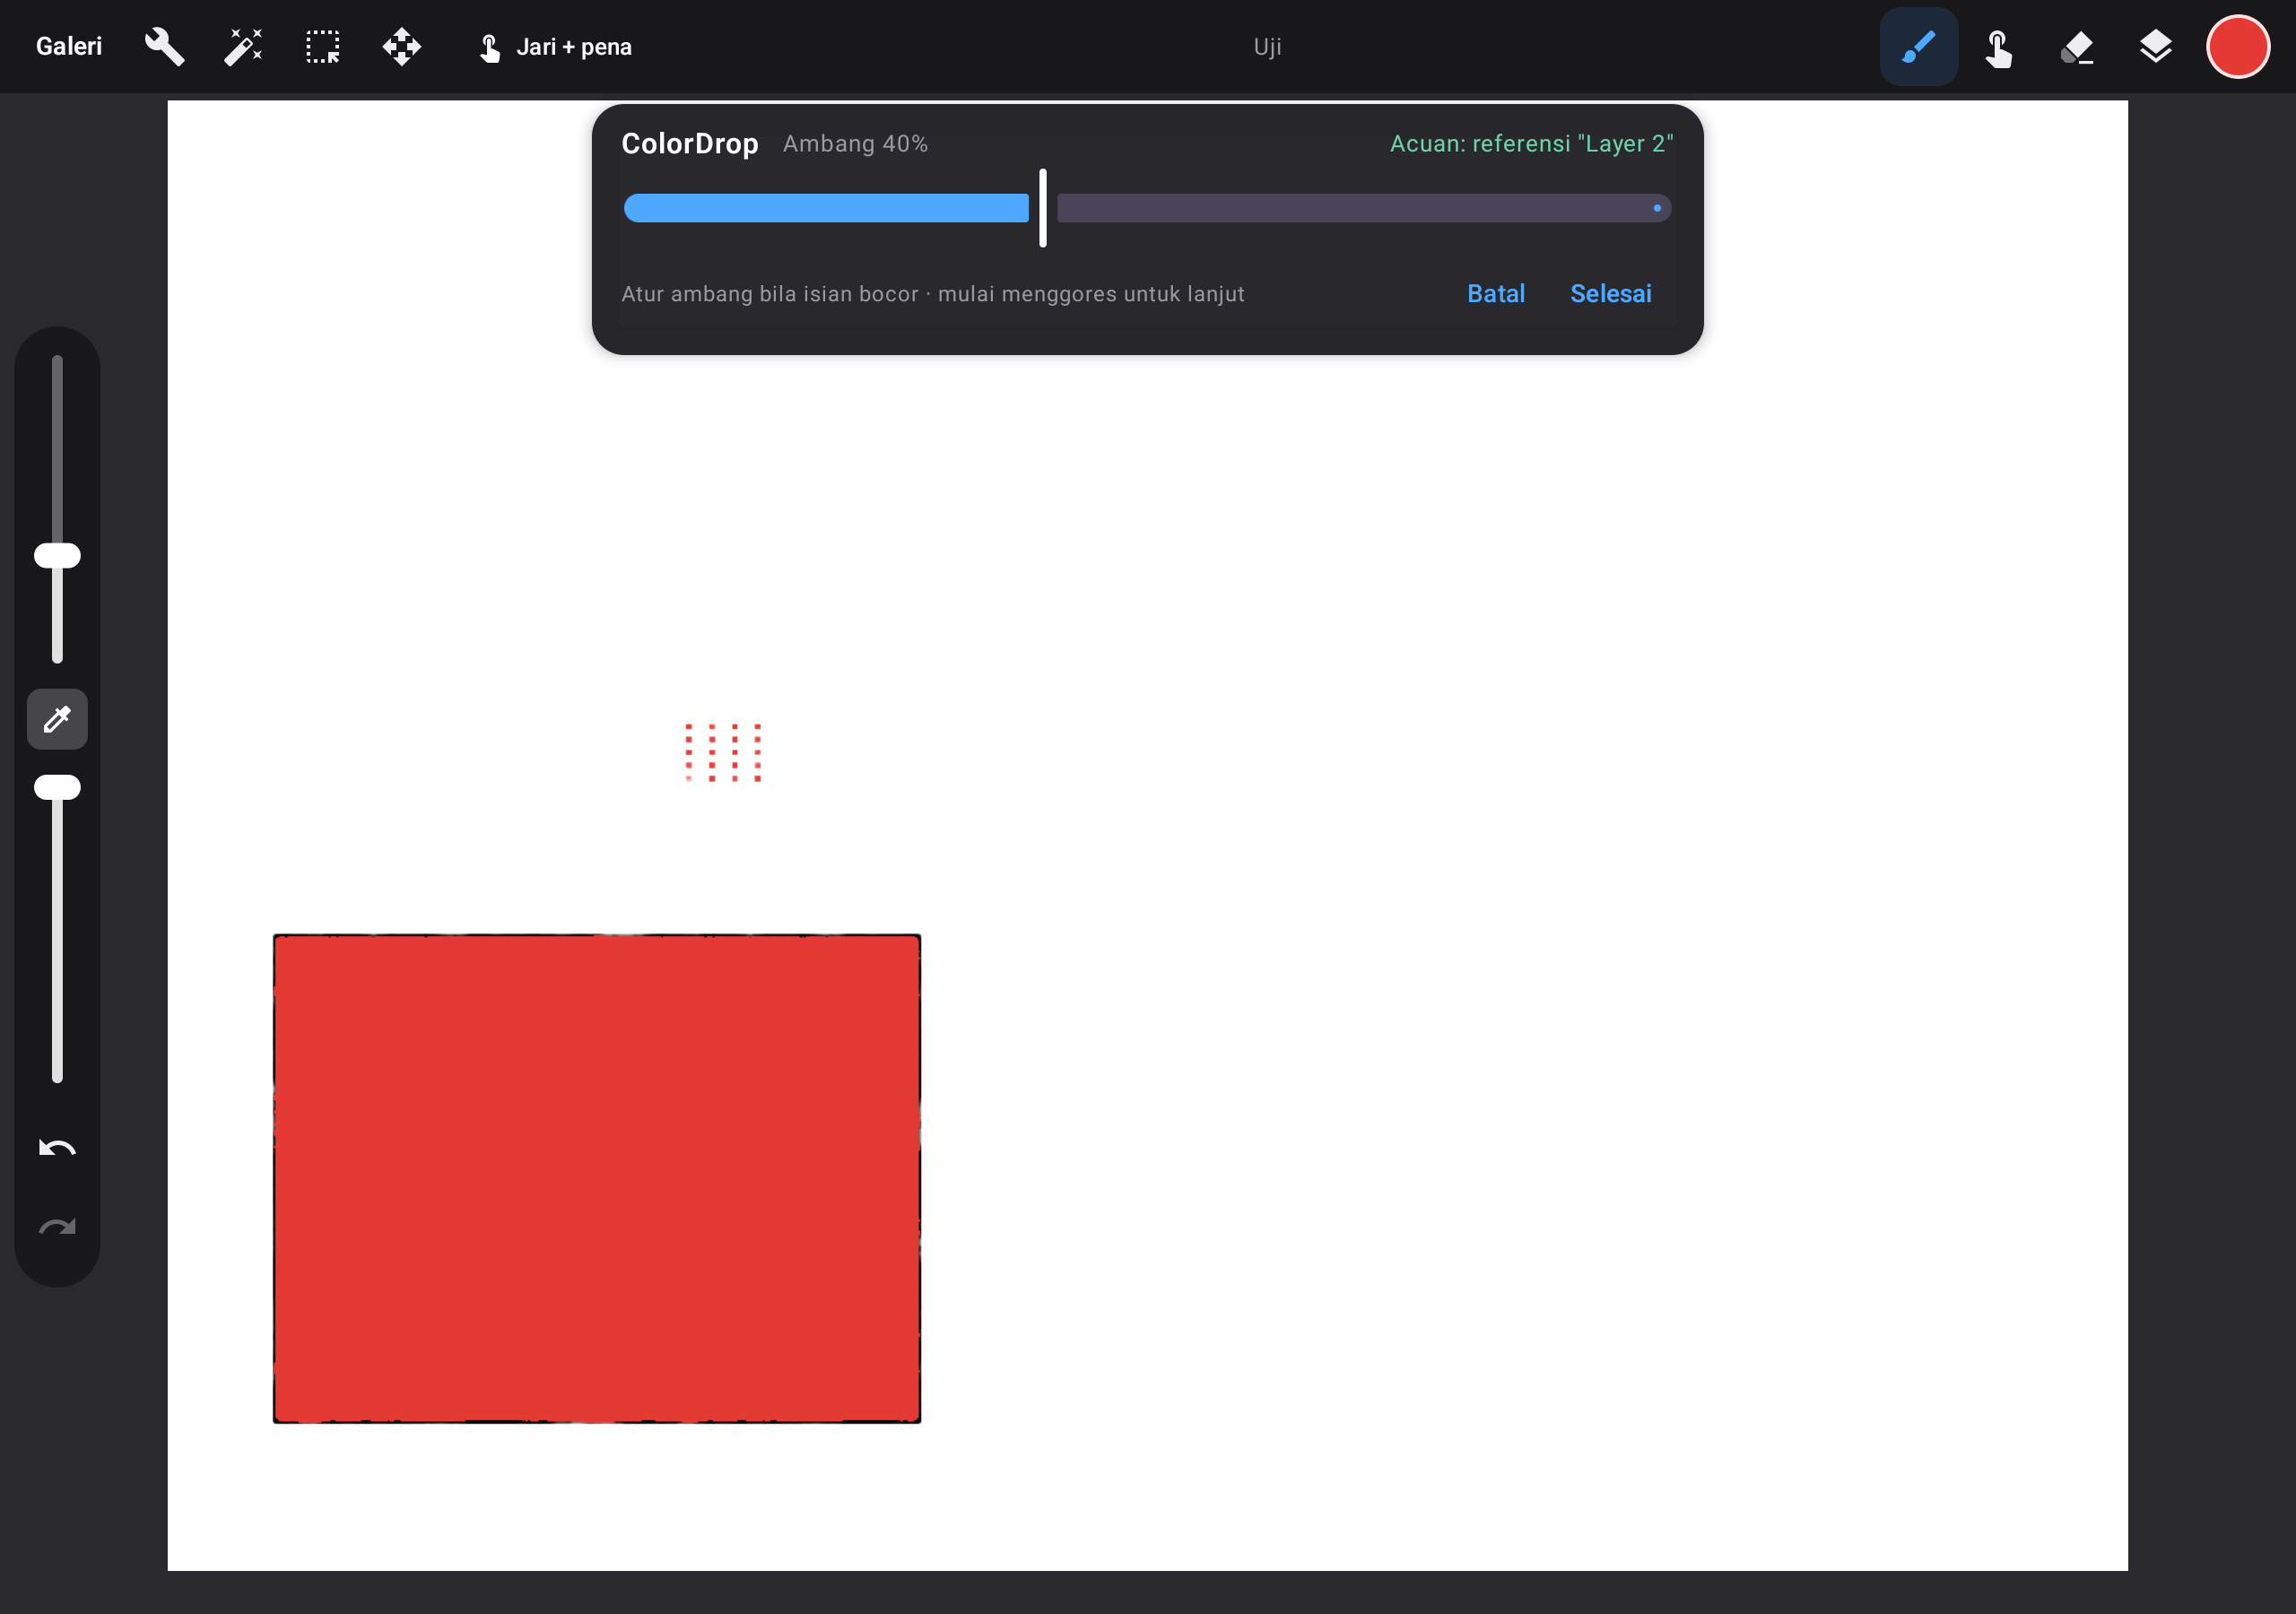 Galeri
Jari + pena
Uji
ColorDrop
Ambang 40%
Acuan: referensi "Layer 2"
Atur ambang bila isian bocor · mulai menggores untuk lanjut
Batal
Selesai